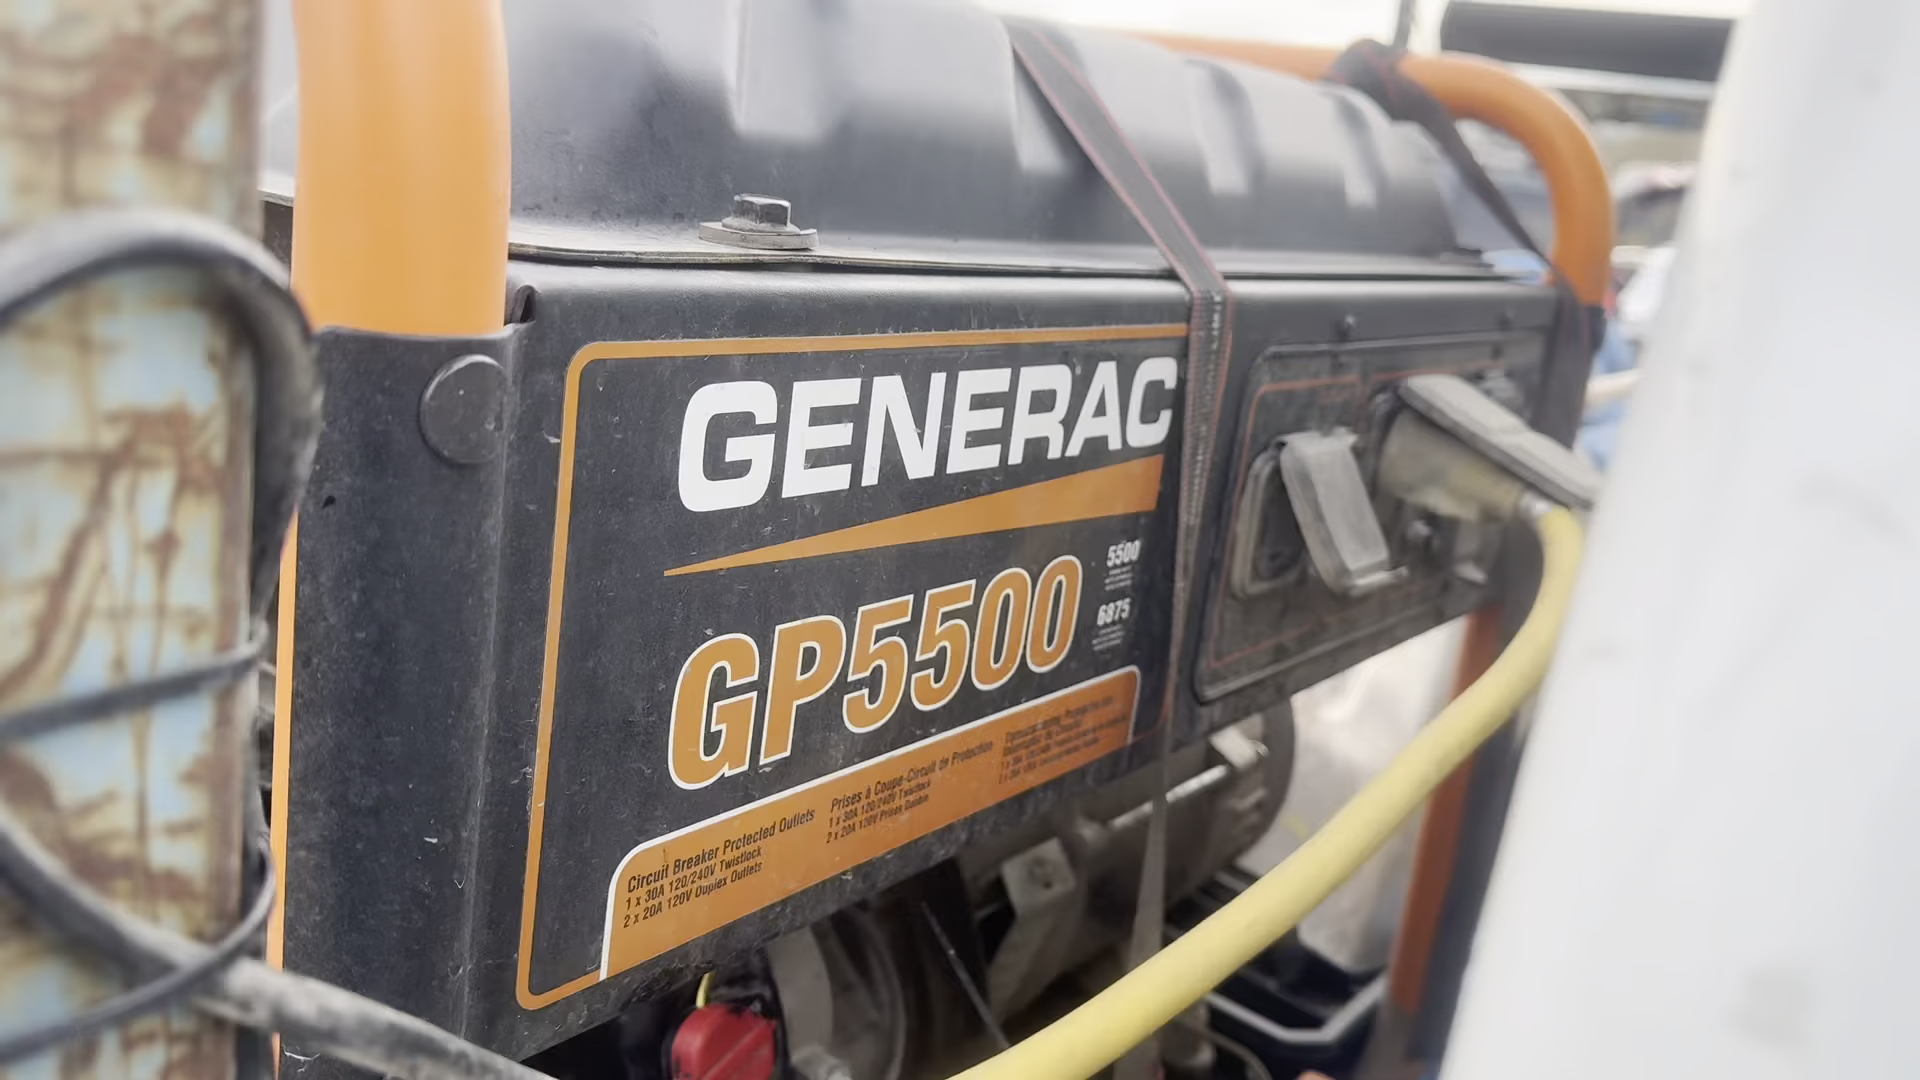 GENERAC
5500
GP5500
6875
Circuit Breaker Protected Outlets
1 x 30A 120/240V Twistlock
2 x 20A 120V Duplex Outlets
Prises à Coupe-Circuit de Protection
1 x 30A 120/240V Twistlock
2 x 20A 120V Prises Double